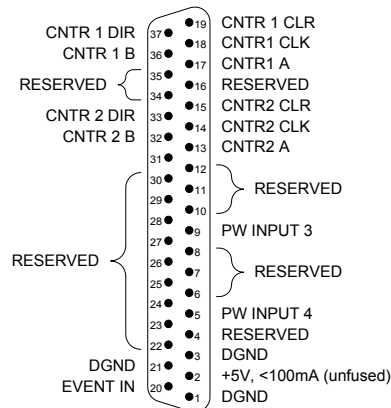 CNTR 1 DIR
CNTR 1 B
RESERVED
CNTR 2 DIR
CNTR 2 B
RESERVED
DGND
EVENT IN
37
36
35
34
33
32
31
30
29
28
27
26
25
24
23
22
21
20
19
18
17
16
15
14
13
12
11
10
9
8
7
6
5
4
3
2
1
CNTR 1 CLR
CNTR1 CLK
CNTR1 A
RESERVED
CNTR2 CLR
CNTR2 CLK
CNTR2 A
RESERVED
PW INPUT 3
RESERVED
PW INPUT 4
RESERVED
DGND
+5V, <100mA (unfused)
DGND